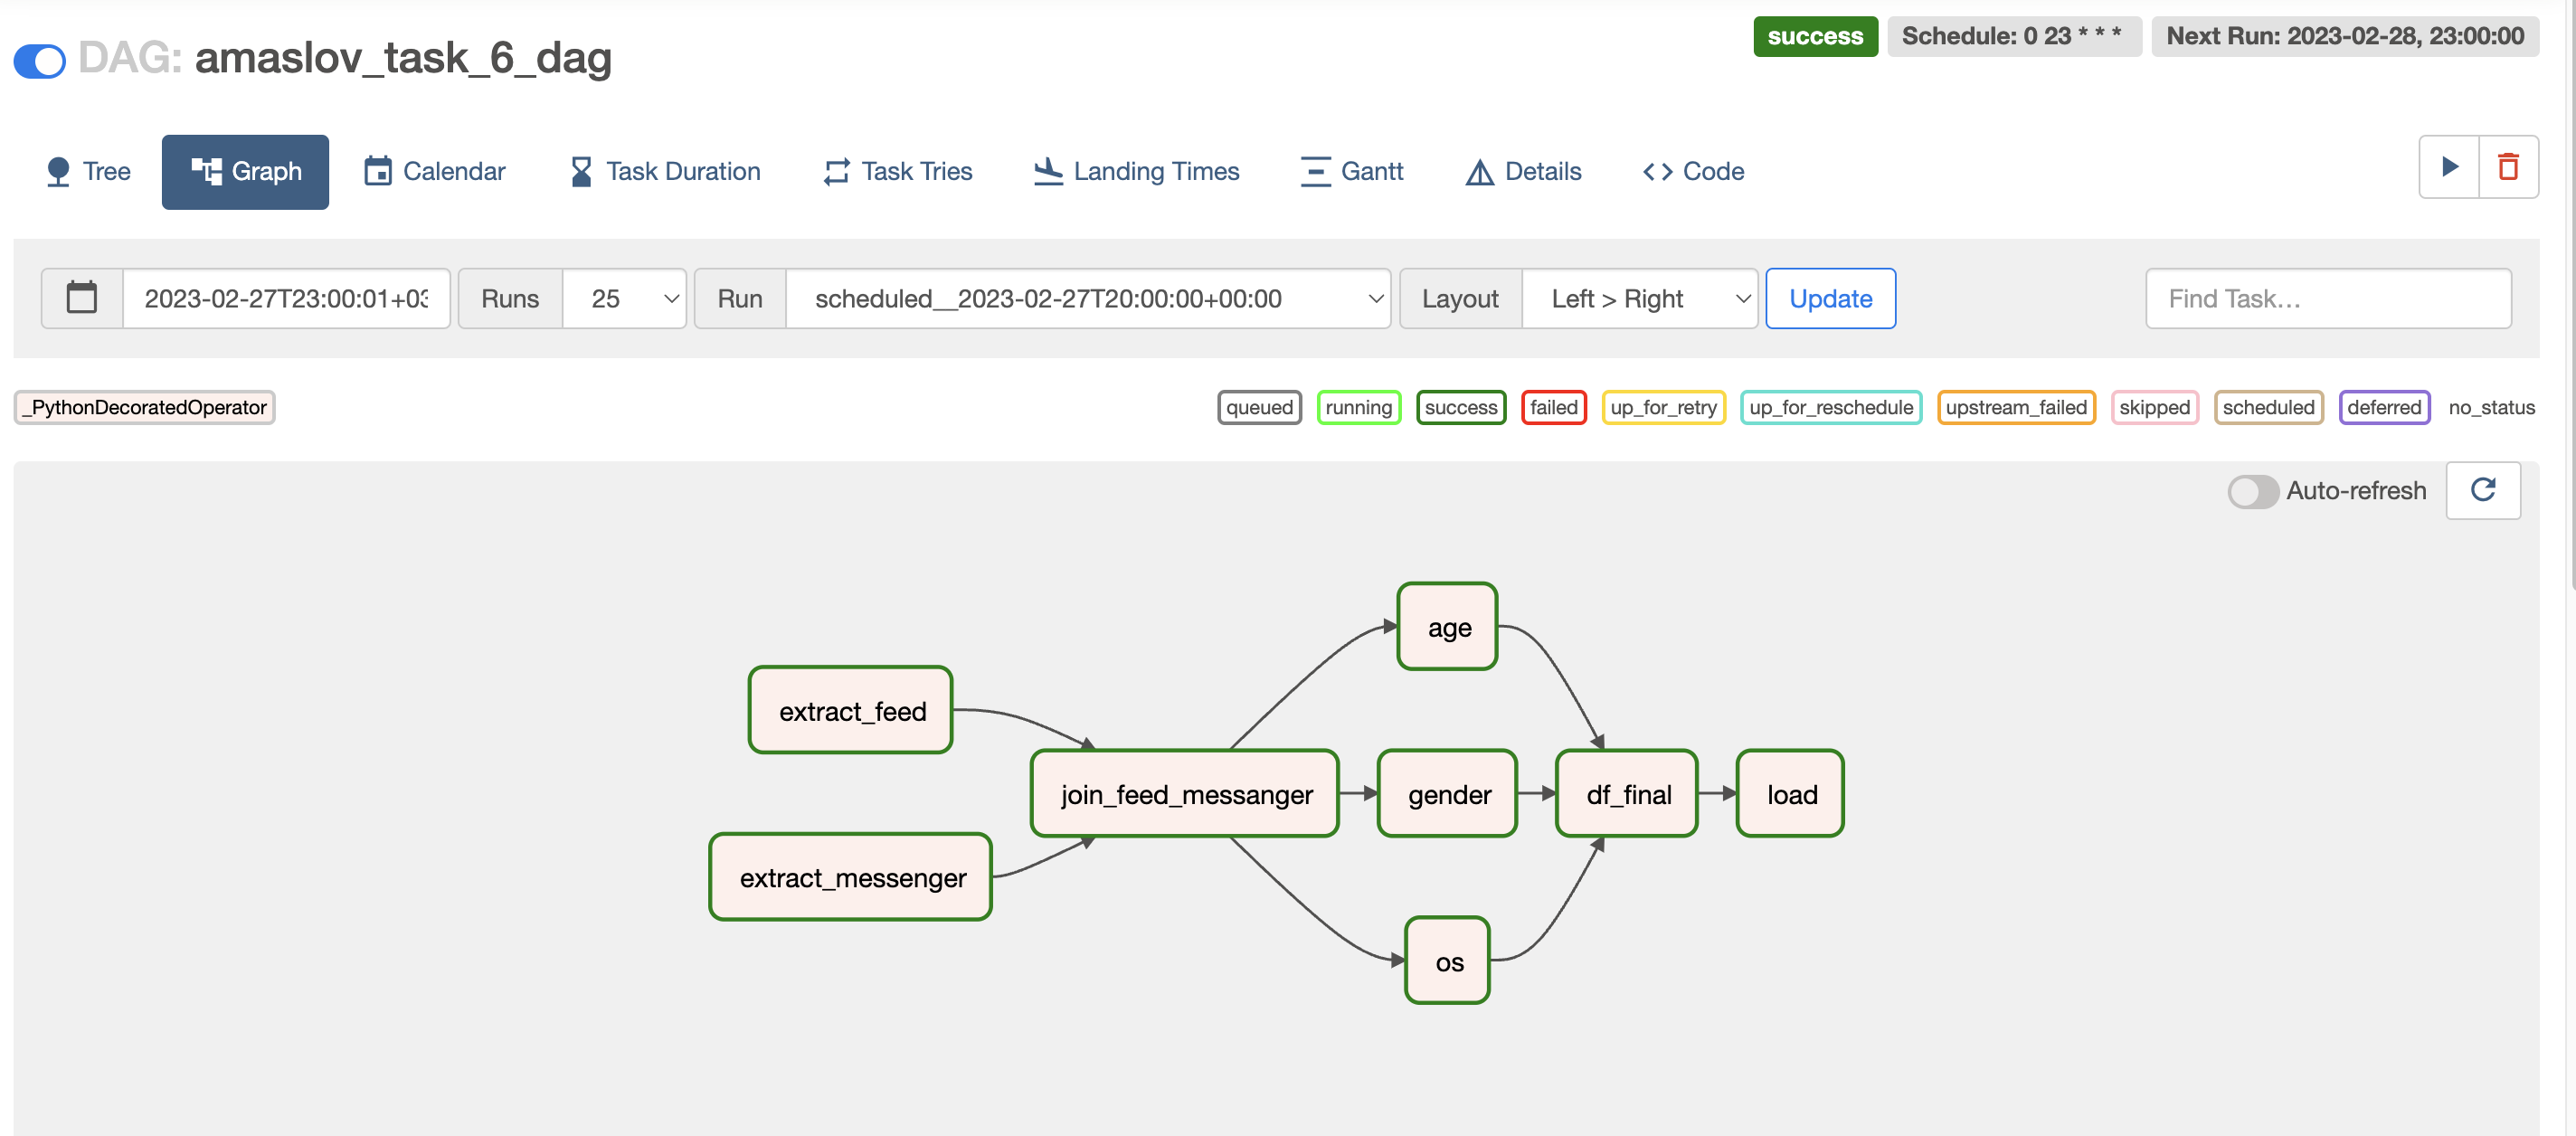 DAG: amaslov_task_6_dag
success
Schedule: 0 23 * * *
Next Run: 2023-02-28, 23:00:00
Tree
Graph
Calendar
Task Duration
Task Tries
Landing Times
Gantt
Details
Code
2023-02-27T23:00:01+03
Runs
25
Run
scheduled__2023-02-27T20:00:00+00:00
Layout
Left > Right
Update
Find Task…
_PythonDecoratedOperator
queued
running
success
failed
up_for_retry
up_for_reschedule
upstream_failed
skipped
scheduled
deferred
no_status
Auto-refresh
age
extract_feed
join_feed_messanger
gender
df_final
load
extract_messenger
os